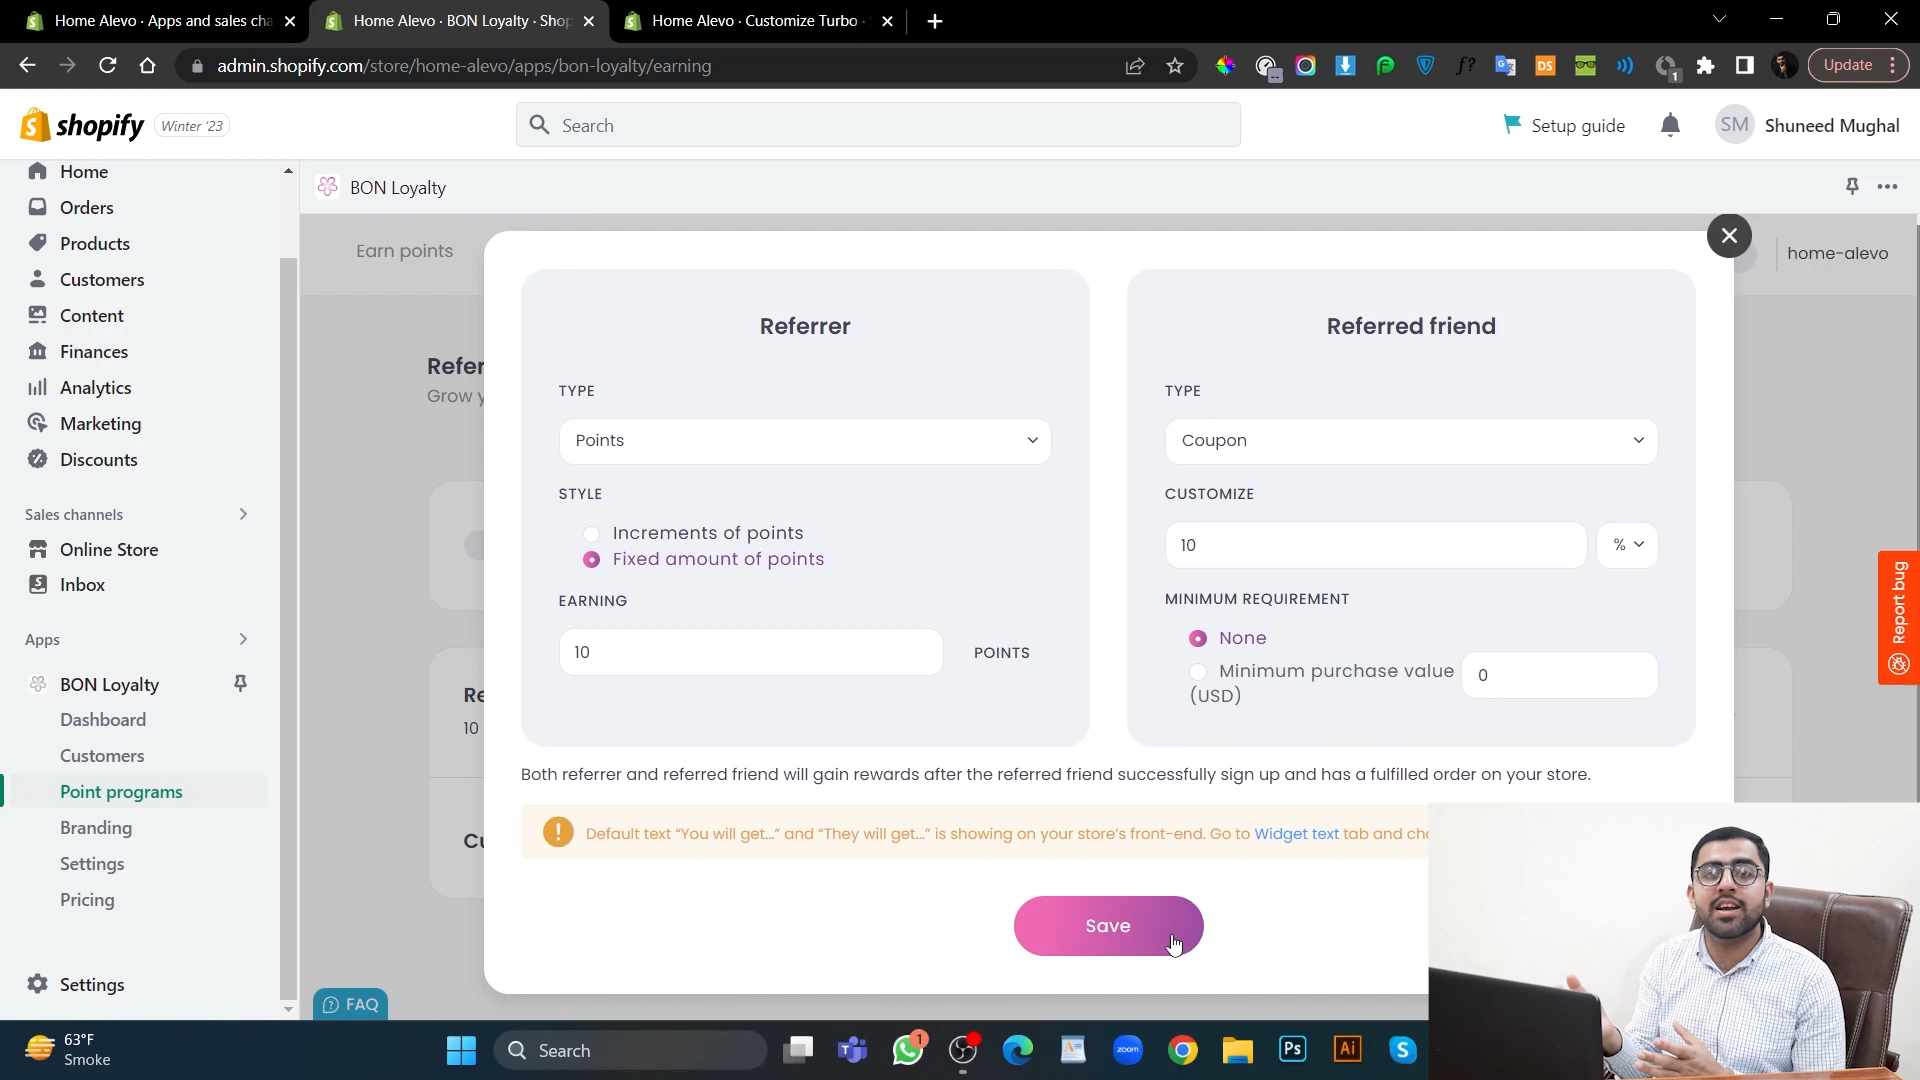 Home Alevo · Apps and sales cha
Home Alevo · BON Loyalty · Shop
Home Alevo · Customize Turbo ·
admin.shopify.com/store/home-alevo/apps/bon-loyalty/earning
f?
DS
1
Update
shopify
Winter '23
Search
Setup guide
SM
Shuneed Mughal
Home
Orders
Products
Customers
Content
Finances
Analytics
Marketing
Discounts
Sales channels
Online Store
Inbox
Apps
BON Loyalty
Dashboard
Customers
Point programs
Branding
Settings
Pricing
Settings
BON Loyalty
Earn points
home-alevo
Refer
Grow y
Re
10
Cu
Referrer
TYPE
Points
STYLE
Increments of points
Fixed amount of points
EARNING
10
POINTS
Referred friend
TYPE
Coupon
CUSTOMIZE
10
%
MINIMUM REQUIREMENT
None
Minimum purchase value
(USD)
0
Both referrer and referred friend will gain rewards after the referred friend successfully sign up and has a fulfilled order on your store.
Default text “You will get...” and “They will get...” is showing on your store’s front-end. Go to Widget text tab and cho
Save
Report bug
FAQ
63°F
Smoke
Search
1
zoom
Ps
Ai
S